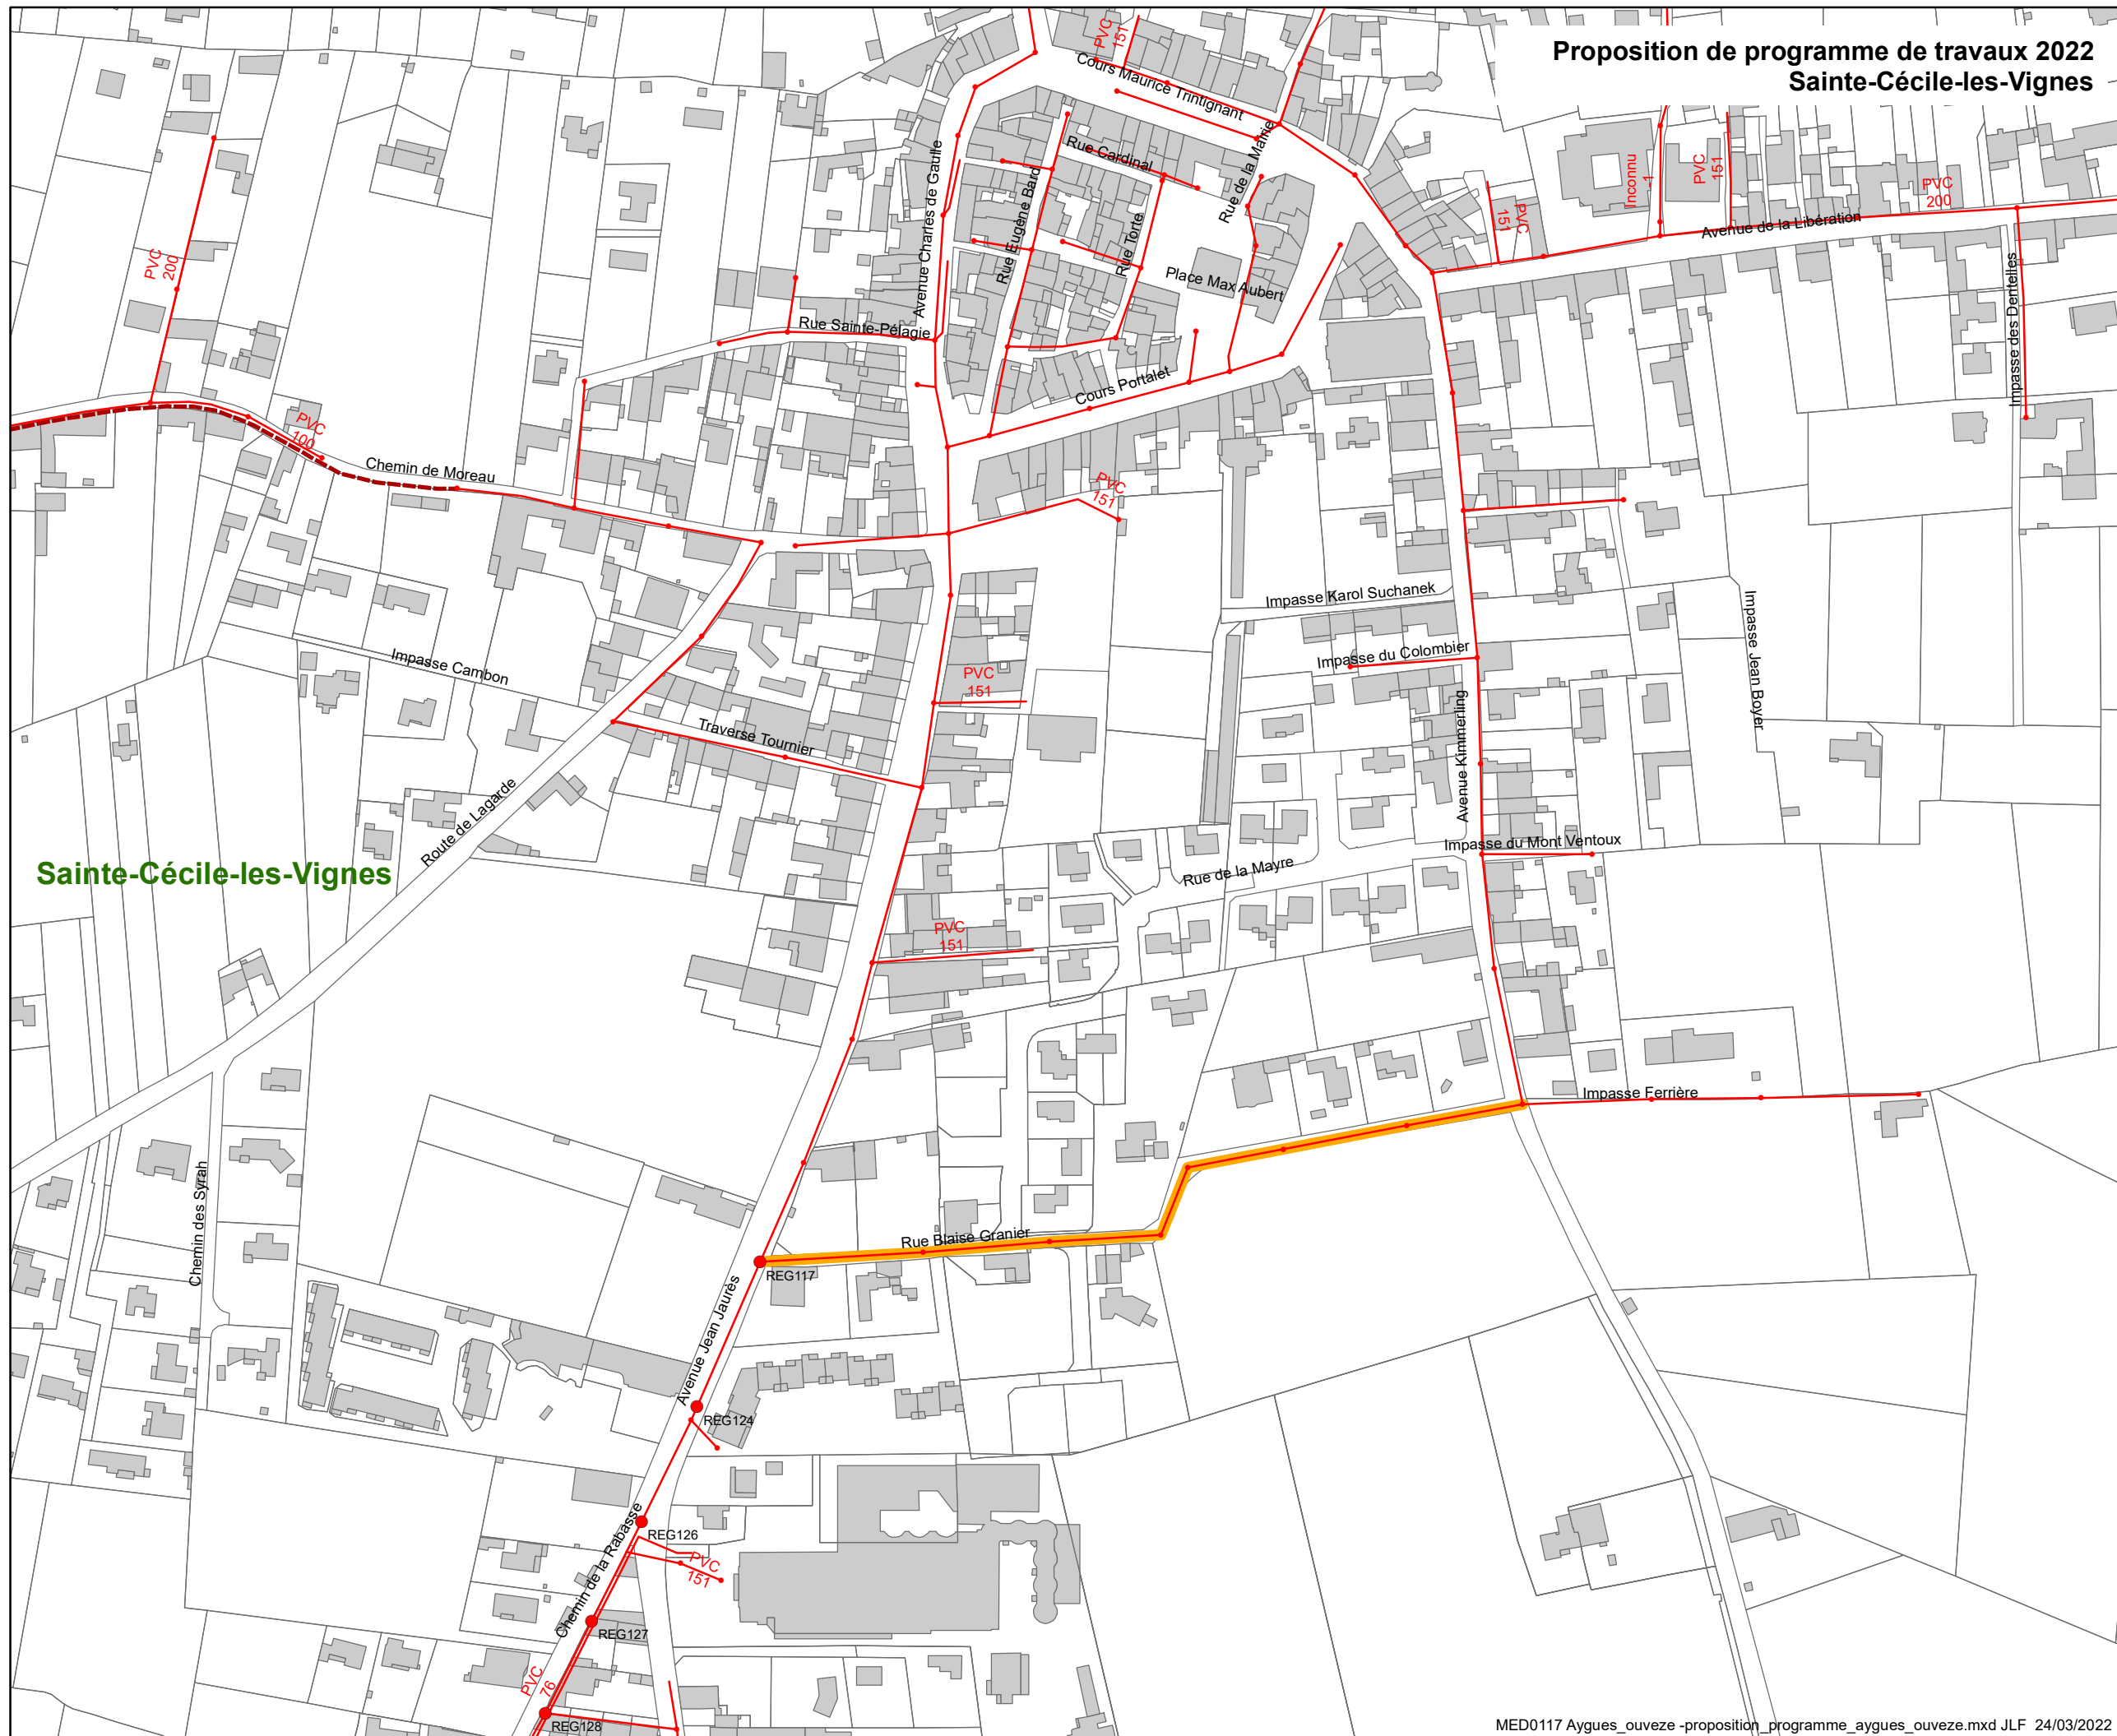 Proposition de programme de travaux 2022
Sainte-Cécile-les-Vignes
PVC
151
Cours Maurice Trintignant
Rue Cardinal
Rue de la Mairie
Avenue Charles de Gaulle
Rue Eugène Bard
Rue Torte
Place Max Aubert
Inconnu
-1
PVC
151
PVC
151
PVC
200
Avenue de la Libération
Impasse des Dentelles
PVC
200
Rue Sainte-Pélagie
Cours Portalet
PVC
100
Chemin de Moreau
PVC
151
Impasse Karol Suchanek
Impasse du Colombier
Impasse Jean Boyer
Impasse Cambon
PVC
151
Traverse Tournier
Avenue Kimmerling
Route de Lagarde
Impasse du Mont Ventoux
Rue de la Mayre
Sainte-Cécile-les-Vignes
PVC
151
Impasse Ferrière
Chemin des Syrah
Rue Blaise Granier
REG117
Avenue Jean Jaurès
REG124
REG126
Chemin de la Rabasse
PVC
151
REG127
PVC
76
REG128
MED0117 Aygues_ouveze -proposition_programme_aygues_ouveze.mxd JLF 24/03/2022